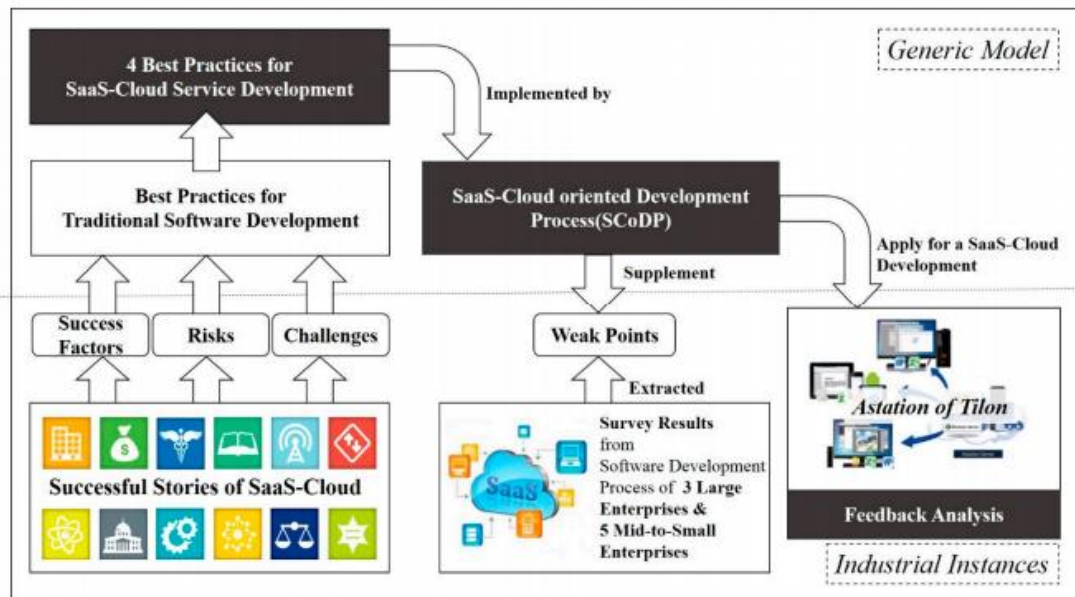 Generic Model
4 Best Practices for
SaaS-Cloud Service Development
Implemented by
Best Practices for
Traditional Software Development
SaaS-Cloud oriented Development
Process(SCoDP)
Supplement
Apply for a SaaS-Cloud
Development
Success
Factors
Risks
Challenges
Weak Points
Extracted
Successful Stories of SaaS-Cloud
SaaS
Survey Results
from
Software Development
Process of 3 Large
Enterprises &
5 Mid-to-Small
Enterprises
Astation of Tilon
Feedback Analysis
Industrial Instances